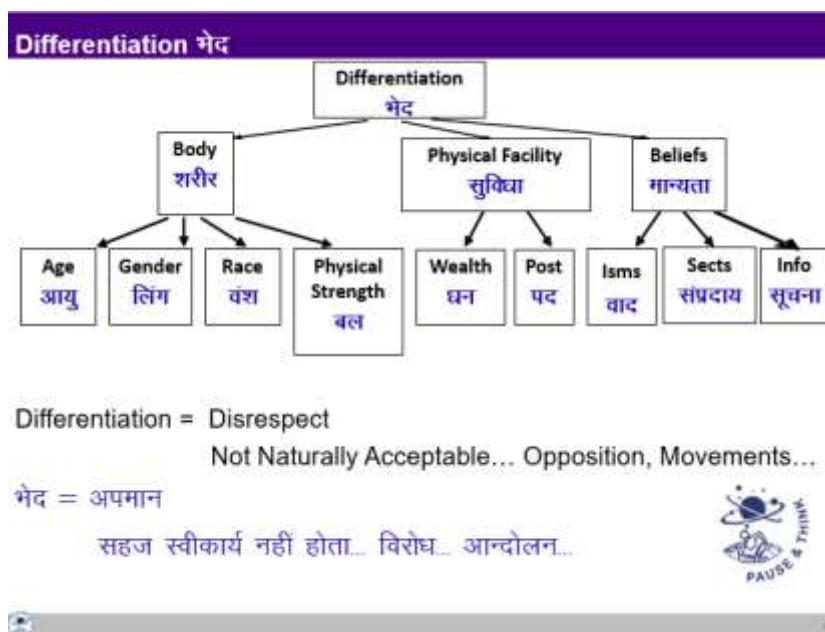 Differentiation भेद
Differentiation
भेद
Body
शरीर
Physical Facility
सुविधा
Beliefs
मान्यता
Age
आयु
Gender
लिंग
Race
वंश
Physical
Strength
बल
Wealth
धन
Post
पद
Isms
वाद
Sects
संप्रदाय
Info
सूचना
Differentiation = Disrespect
Not Naturally Acceptable... Opposition, Movements...
भेद = अपमान
सहज स्वीकार्य नहीं होता... विरोध... आन्दोलन...
PAUSE & THINK